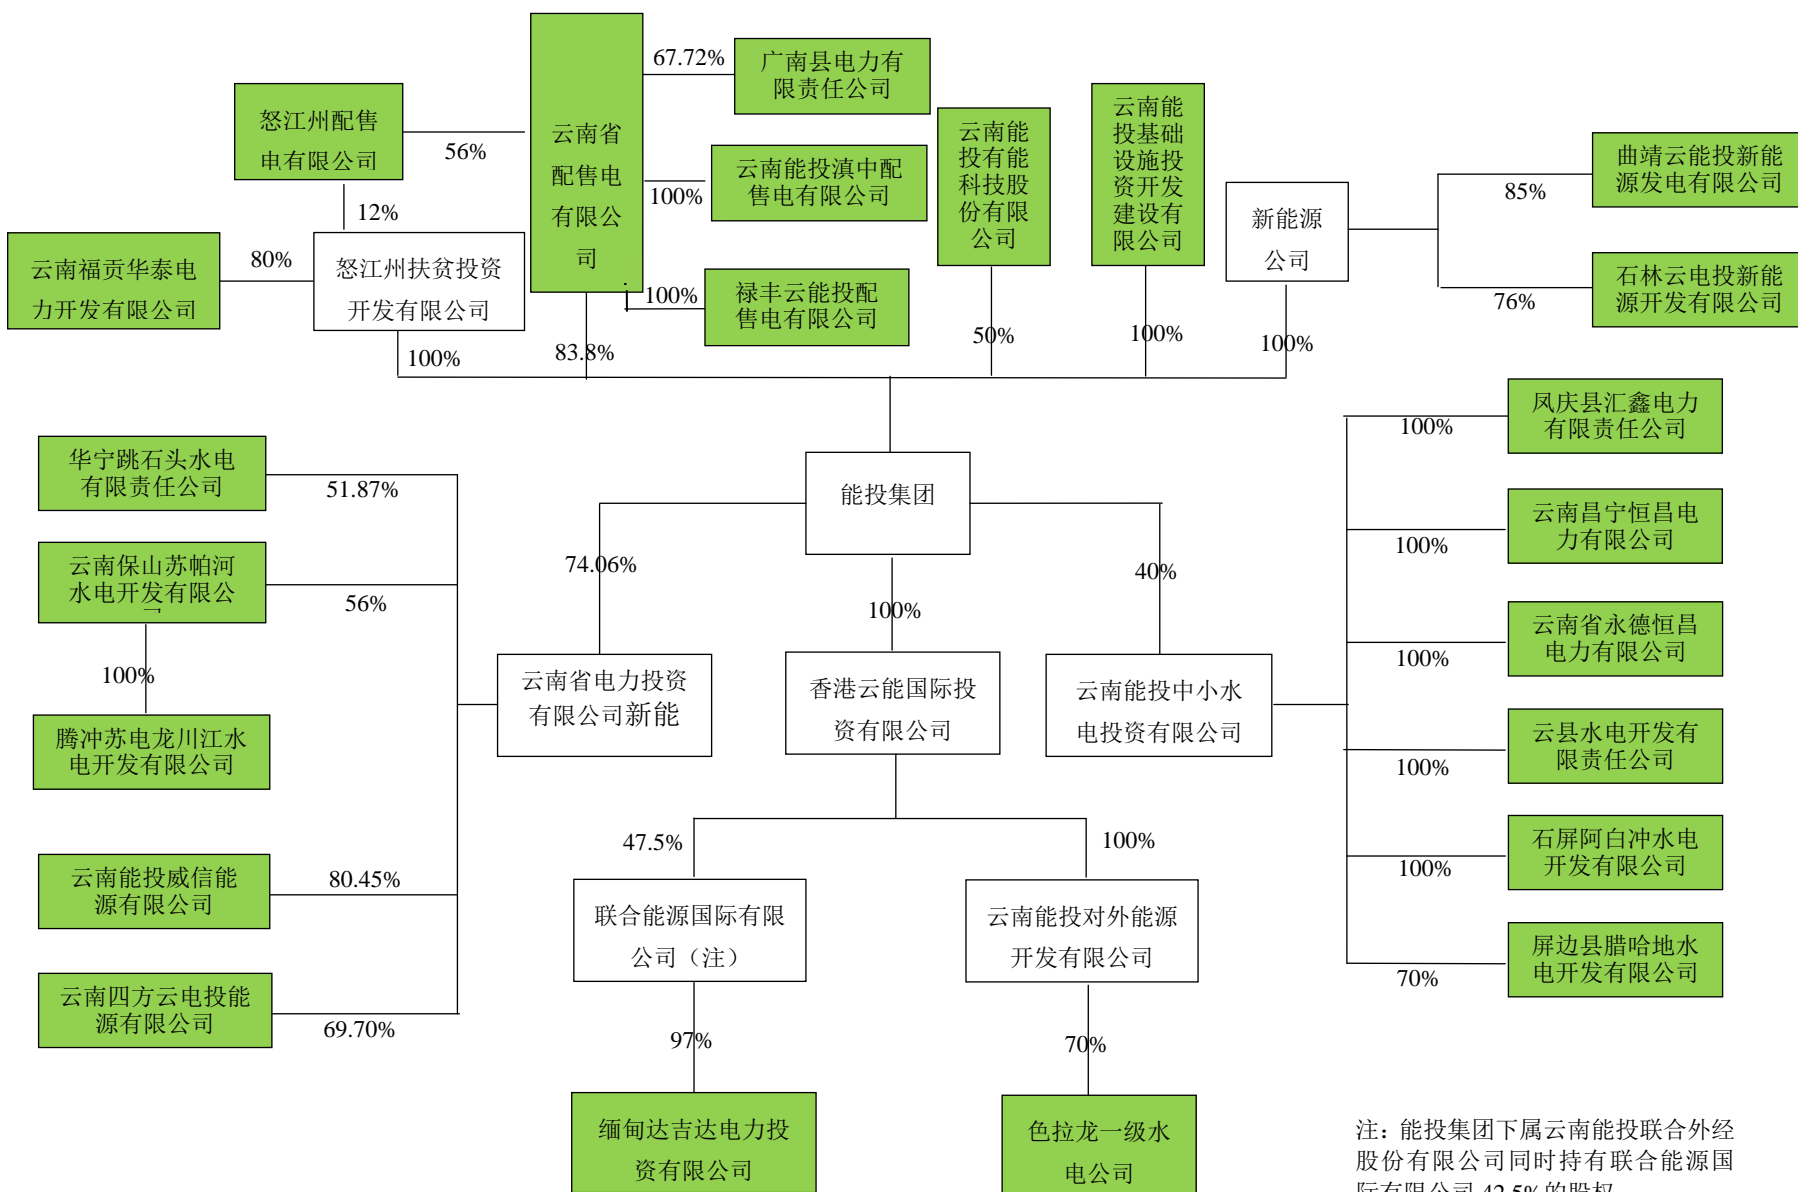 67.72%
广南县电力有
限责任公司
怒江州配售
电有限公司
56%
云南省
配售电
有限公
司
云南能投滇中配
售电有限公司
100%
云南能
投有能
科技股
份有限
公司
云南能
投基础
设施投
资开发
建设有
限公司
新能源
公司
曲靖云能投新能
源发电有限公司
85%
12%
云南福贡华泰电
力开发有限公司
80%
怒江州扶贫投资
开发有限公司
100%
禄丰云能投配
售电有限公司
石林云电投新能
源开发有限公司
76%
100%
83.8%
50%
100%
100%
华宁跳石头水电
有限责任公司
51.87%
能投集团
100%
凤庆县汇鑫电力
有限责任公司
云南保山苏帕河
水电开发有限公
56%
74.06%
100%
40%
100%
云南昌宁恒昌电
力有限公司
100%
云南省永德恒昌
电力有限公司
100%
腾冲苏电龙川江水
电开发有限公司
云南省电力投资
有限公司新能
香港云能国际投
资有限公司
云南能投中小水
电投资有限公司
100%
云县水电开发有
限责任公司
47.5%
100%
100%
石屏阿白冲水电
开发有限公司
云南能投威信能
源有限公司
80.45%
联合能源国际有限
公司（注）
云南能投对外能源
开发有限公司
70%
屏边县腊哈地水
电开发有限公司
云南四方云电投能
源有限公司
69.70%
97%
70%
缅甸达吉达电力投
资有限公司
色拉龙一级水
电公司
注：能投集团下属云南能投联合外经
股份有限公司同时持有联合能源国
际有限公司 42.5%的股权